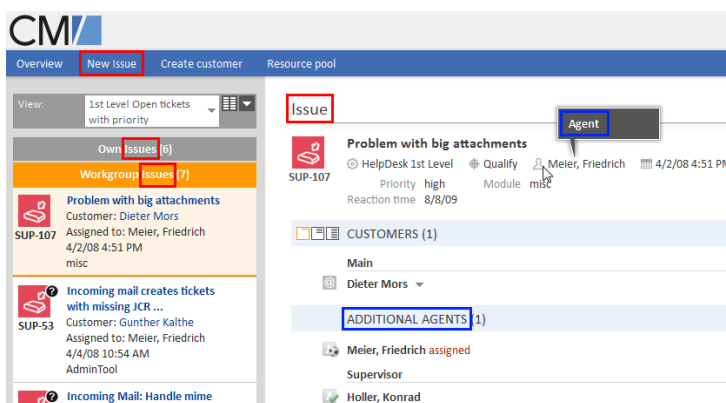 CM/
Overview New Issue Create customer Resource pool
View: 1st Level Open tickets
with priority
Own Issues (6)
Workgroup Issues (7)
Problem with big attachments
Customer: Dieter Mors
SUP-107 Assigned to: Meier, Friedrich
4/2/08 4:51 PM
misc
Incoming mail creates tickets
with missing JCR ...
SUP-53 Customer: Gunther Kalthe
Assigned to: Meier, Friedrich
4/4/08 10:54 AM
AdminTool
Incoming Mail: Handle mime
Issue
Agent
Problem with big attachments
HelpDesk 1st Level Qualify Meier, Friedrich 4/2/08 4:51 PM
SUP-107 Priority high Module misc
Reaction time 8/8/09
CUSTOMERS (1)
Main
Dieter Mors
ADDITIONAL AGENTS (1)
Meier, Friedrich assigned
Supervisor
Holler, Konrad